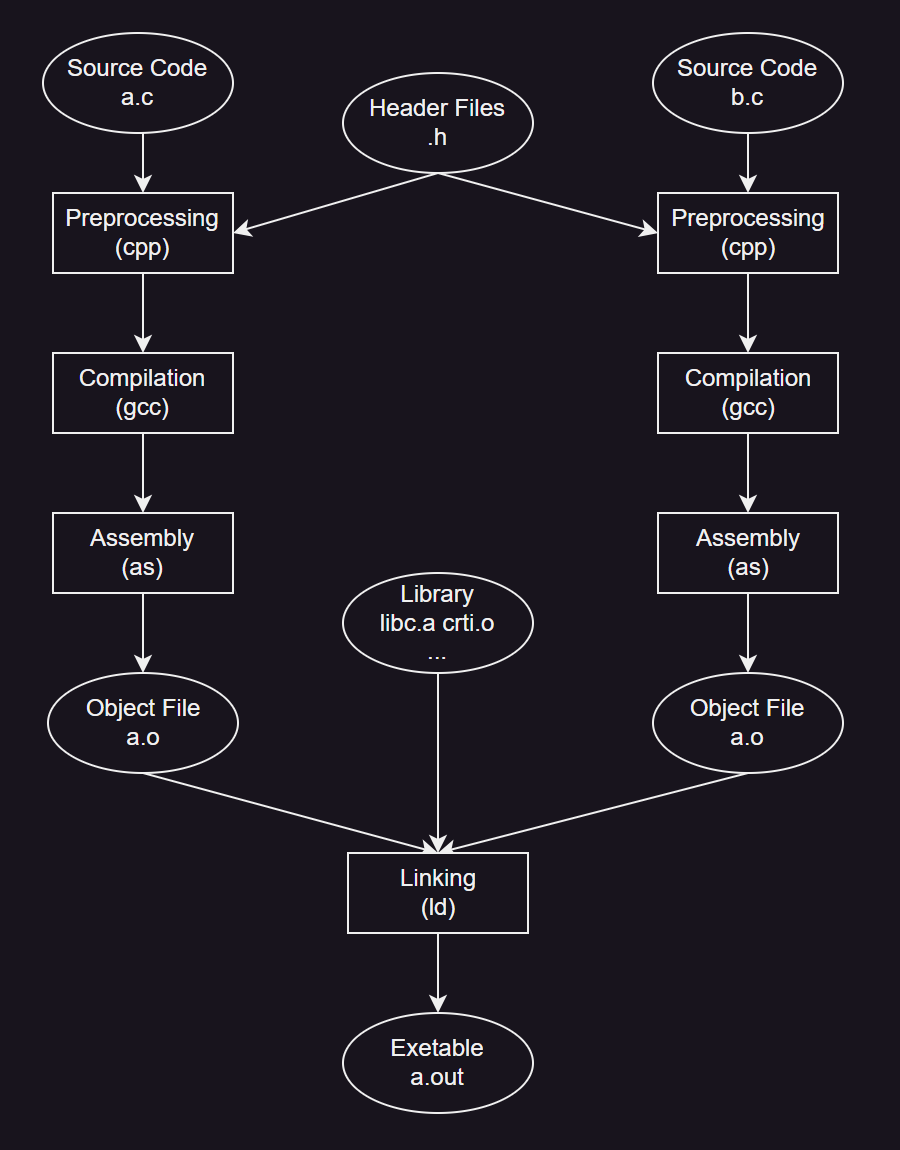 Source Code
a.c
Header Files
.h
Source Code
b.c
Preprocessing
(cpp)
Preprocessing
(cpp)
Compilation
(gcc)
Compilation
(gcc)
Assembly
(as)
Assembly
(as)
Library
libc.a crti.o
...
Object File
a.o
Object File
a.o
Linking
(ld)
Exetable
a.out